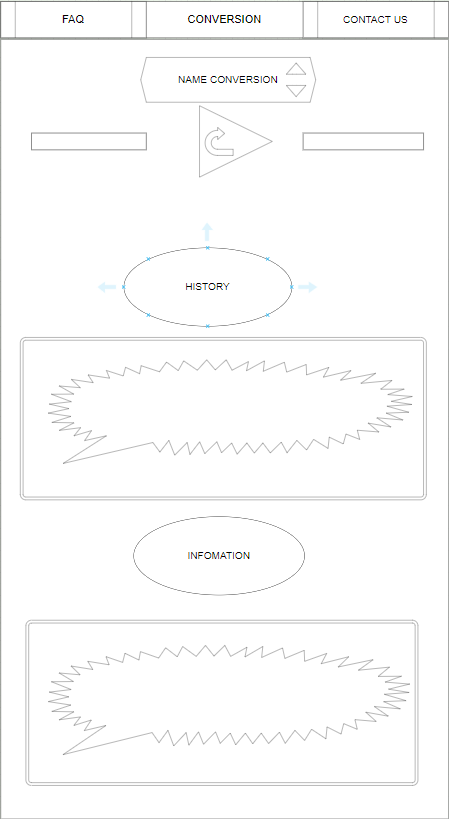 FAQ
CONVERSION
CONTACT US
NAME CONVERSION
HISTORY
INFOMATION